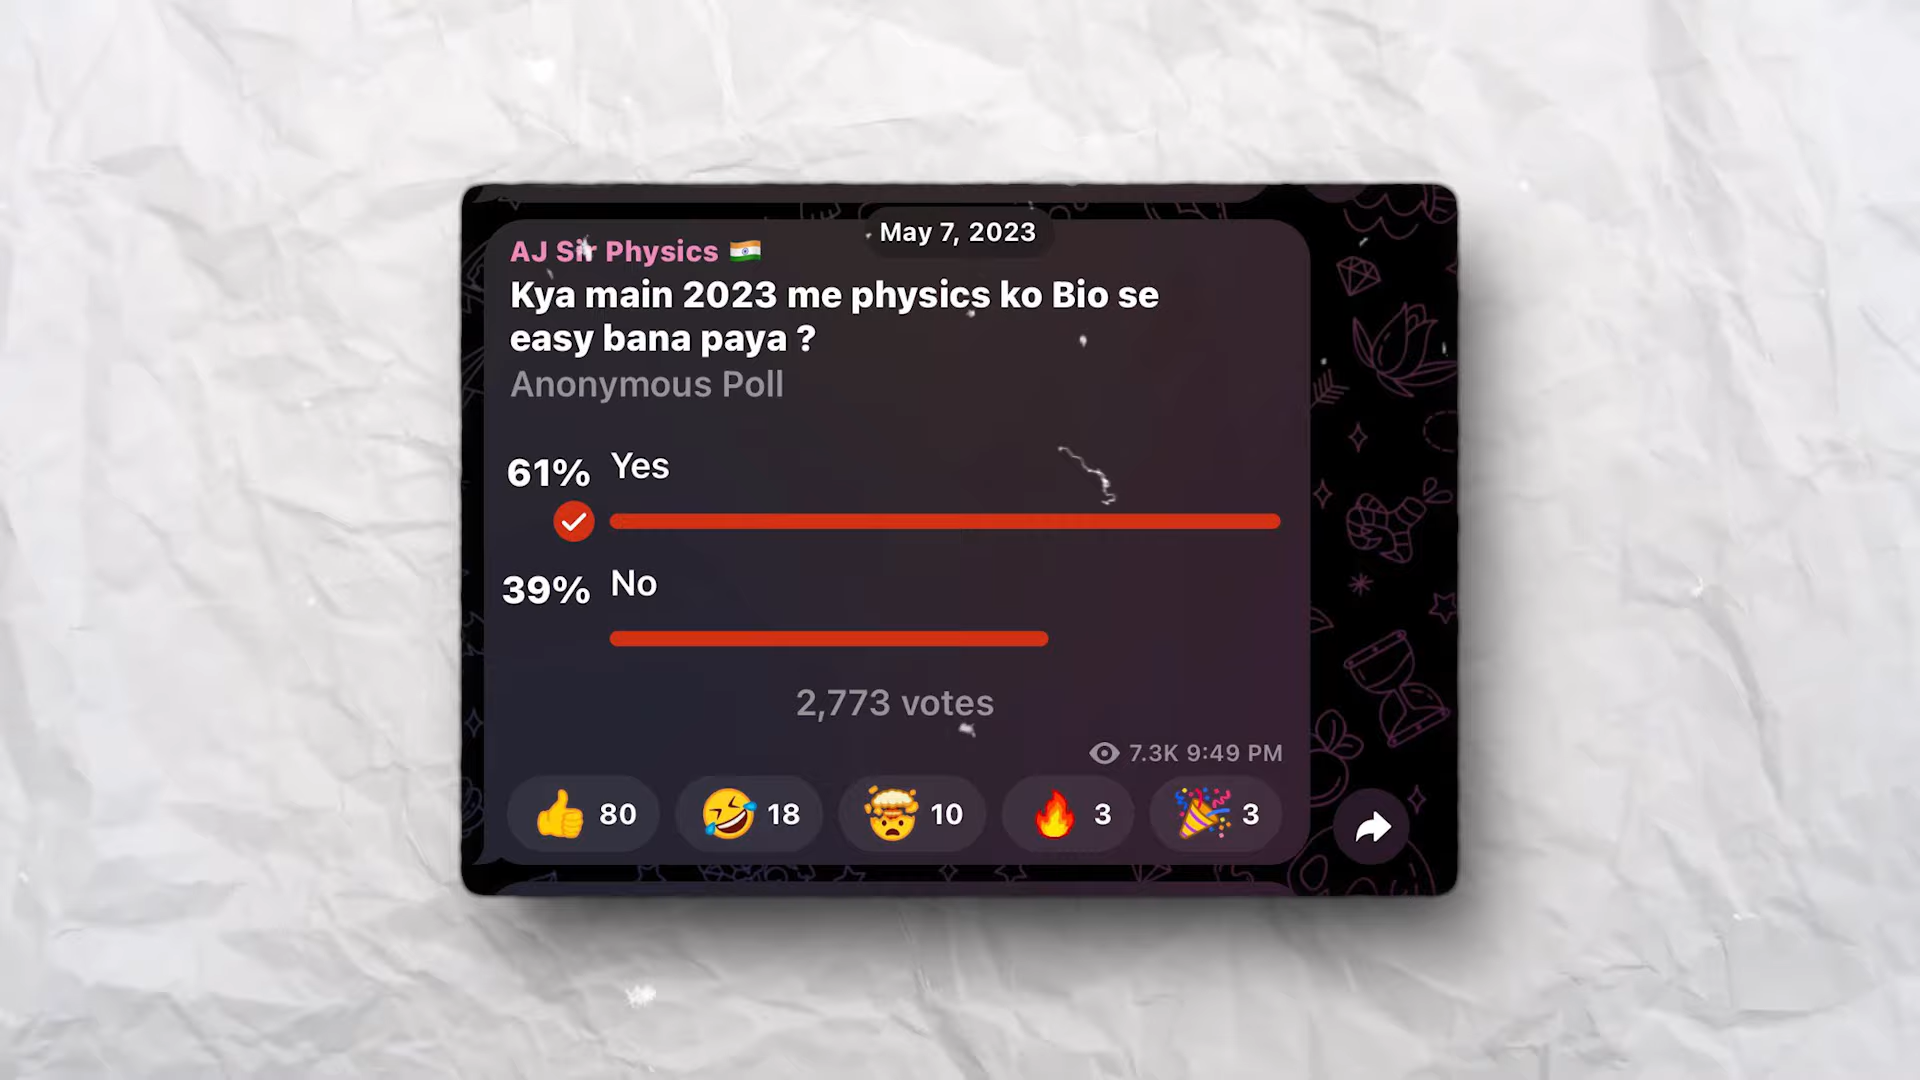 May 7, 2023
AJ Sir Physics 🇮🇳
Kya main 2023 me physics ko Bio se
easy bana paya ?
Anonymous Poll
61% Yes
39% No
2,773 votes
7.3K 9:49 PM
👍 80 🤣 18 🤯 10 🔥 3 🎉 3